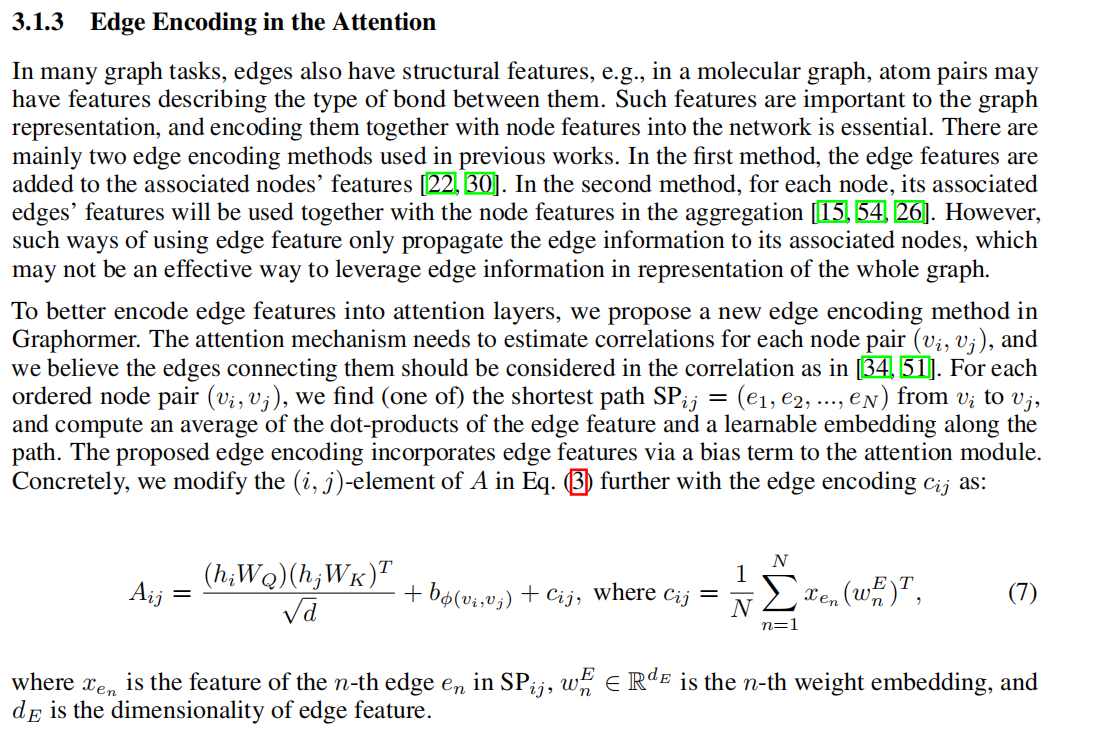 3.1.3 Edge Encoding in the Attention
In many graph tasks, edges also have structural features, e.g., in a molecular graph, atom pairs may
have features describing the type of bond between them. Such features are important to the graph
representation, and encoding them together with node features into the network is essential. There are
mainly two edge encoding methods used in previous works. In the first method, the edge features are
added to the associated nodes' features [22, 30]. In the second method, for each node, its associated
edges' features will be used together with the node features in the aggregation [15, 54, 26]. However,
such ways of using edge feature only propagate the edge information to its associated nodes, which
may not be an effective way to leverage edge information in representation of the whole graph.
To better encode edge features into attention layers, we propose a new edge encoding method in
Graphormer. The attention mechanism needs to estimate correlations for each node pair (v_i, v_j), and
we believe the edges connecting them should be considered in the correlation as in [34, 51]. For each
ordered node pair (v_i, v_j), we find (one of) the shortest path SP_{ij} = (e_1, e_2, ..., e_N) from v_i to v_j,
and compute an average of the dot-products of the edge feature and a learnable embedding along the
path. The proposed edge encoding incorporates edge features via a bias term to the attention module.
Concretely, we modify the (i, j)-element of A in Eq. (3) further with the edge encoding c_{ij} as:
A_{ij} = \frac{(h_i W_Q)(h_j W_K)^T}{\sqrt{d}} + b_{\phi(v_i,v_j)} + c_{ij}, where c_{ij} = \frac{1}{N} \sum_{n=1}^{N} x_{e_n} (w_n^E)^T, (7)
where x_{e_n} is the feature of the n-th edge e_n in SP_{ij}, w_n^E ∈ ℝ^{d_E} is the n-th weight embedding, and
d_E is the dimensionality of edge feature.